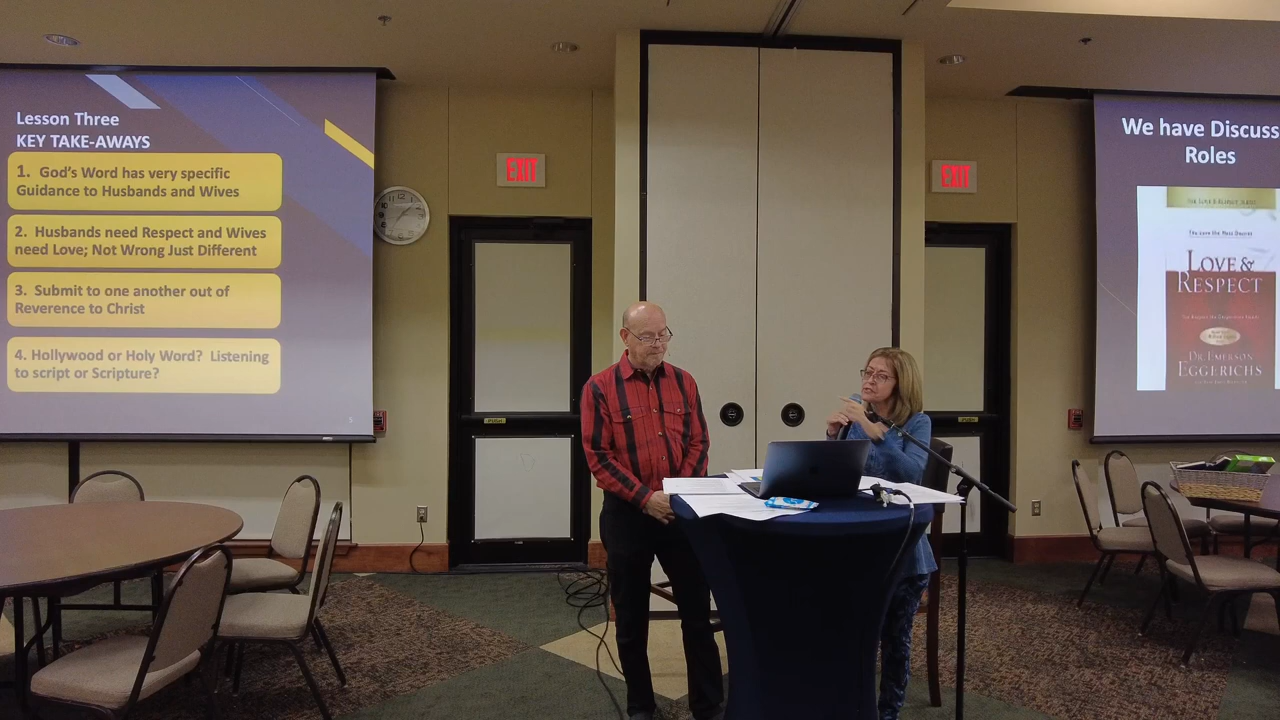 Lesson Three
KEY TAKE-AWAYS
1. God's Word has very specific
Guidance to Husbands and Wives
2. Husbands need Respect and Wives
need Love; Not Wrong Just Different
3. Submit to one another out of
Reverence to Christ
4. Hollywood or Holy Word? Listening
to script or Scripture?
EXIT
EXIT
We have Discuss
Roles
LOVE &
RESPECT
DR. EMERSON
EGGERICHS